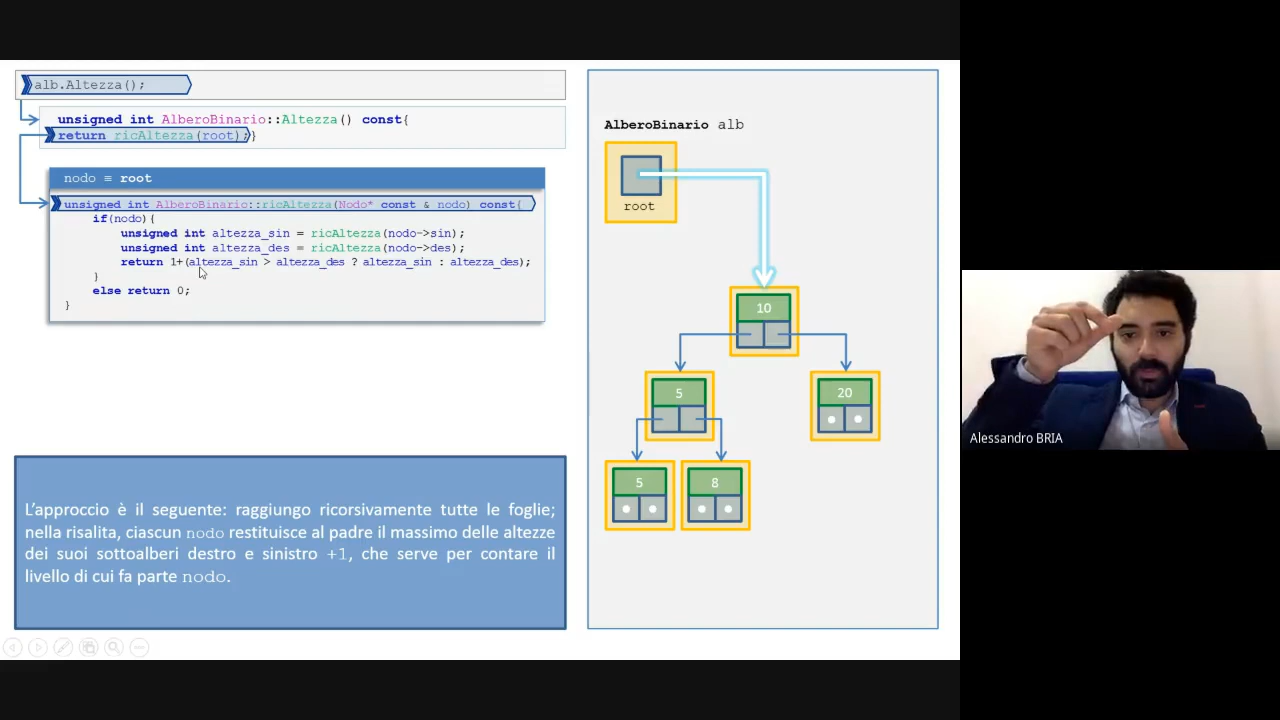 alb.Altezza();
unsigned int AlberoBinario::Altezza() const{
return ricAltezza(root);}
nodo ≡ root
unsigned int AlberoBinario::ricAltezza(Nodo* const & nodo) const{
if(nodo){
unsigned int altezza_sin = ricAltezza(nodo->sin);
unsigned int altezza_des = ricAltezza(nodo->des);
return 1+(altezza_sin > altezza_des ? altezza_sin : altezza_des);
}
else return 0;
}
L'approccio è il seguente: raggiungo ricorsivamente tutte le foglie;
nella risalita, ciascun nodo restituisce al padre il massimo delle altezze
dei suoi sottoalberi destro e sinistro +1, che serve per contare il
livello di cui fa parte nodo.
AlberoBinario alb
root
10
5
20
5
8
Alessandro BRIA